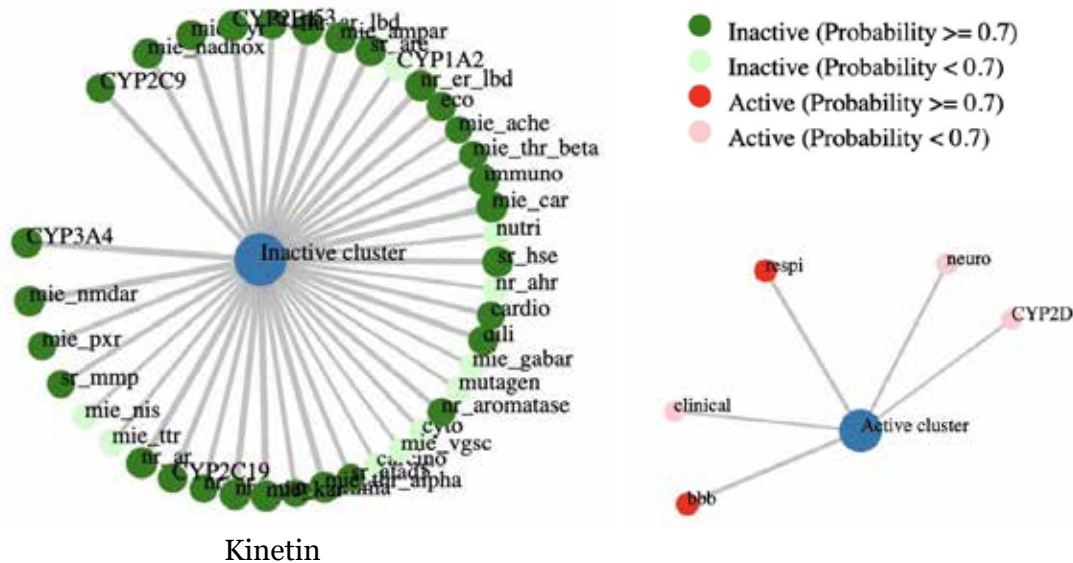 CYP2C9
mie_nadhox
mie_ampar
sr_are
CYP1A2
nr_er_lbd
eco
mie_ache
mie_thr_beta
immuno
mie_car
nutri
sr_hse
nr_ahr
cardio
dili
mie_gabar
mutagen
nr_aromatase
cyto
mie_vgsc
mie_thr_alpha
CYP2C19
nr_ar
mie_ttr
mie_nis
sr_mmp
mie_pxr
mie_nmdar
CYP3A4
Inactive cluster
Kinetin
Inactive (Probability >= 0.7)
Inactive (Probability < 0.7)
Active (Probability >= 0.7)
Active (Probability < 0.7)
respi
neuro
CYP2D
clinical
Active cluster
bbb